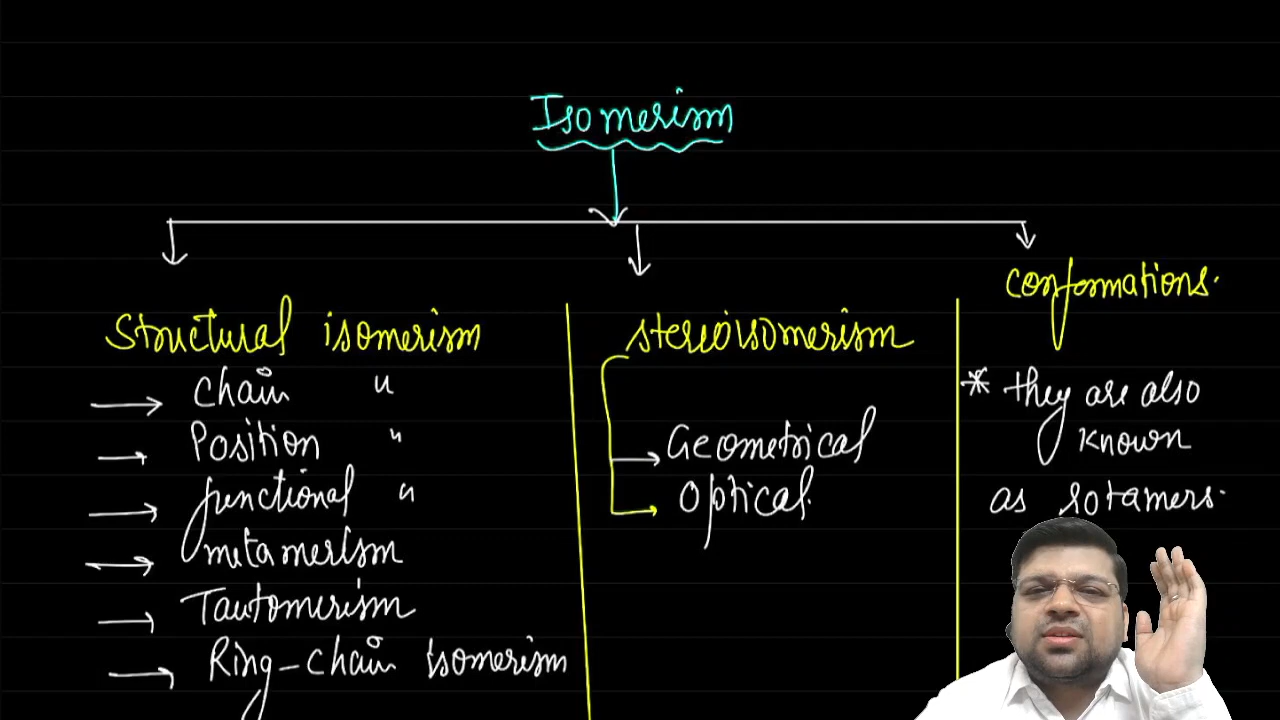 Isomerism
Structural isomerism
chain "
Position "
functional "
metamerism
Tautomerism
Ring-chain isomerism
stereoisomerism
Geometrical
Optical
conformations.
* they are also
known
as rotamers.